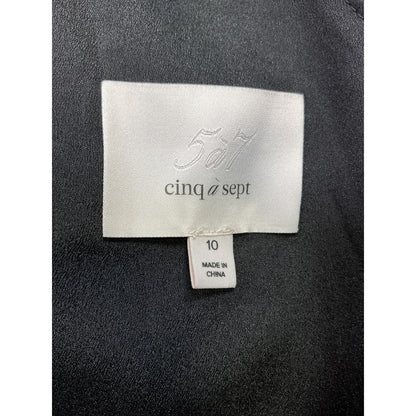 5à7
cinq à sept
10
MADE IN
CHINA